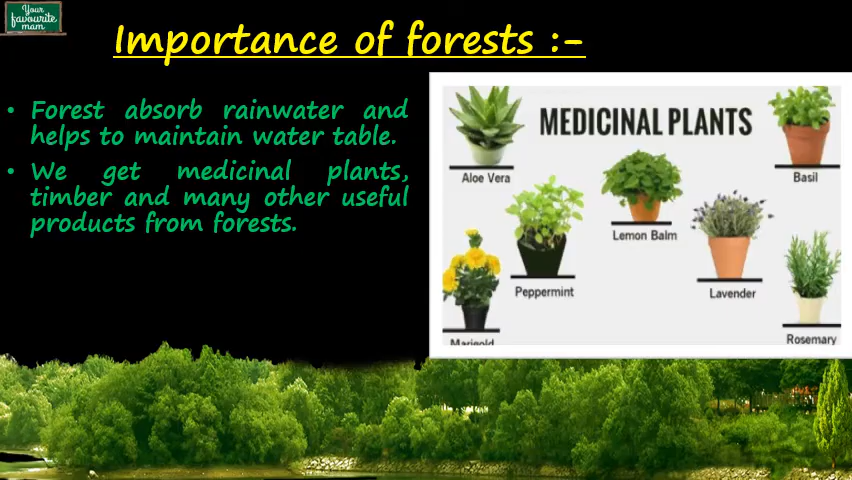 Your
favourite
mam
Importance of forests :-
• Forest absorb rainwater and
helps to maintain water table.
• We get medicinal plants,
timber and many other useful
products from forests.
MEDICINAL PLANTS
Aloe Vera
Basil
Lemon Balm
Peppermint
Lavender
Marigold
Rosemary